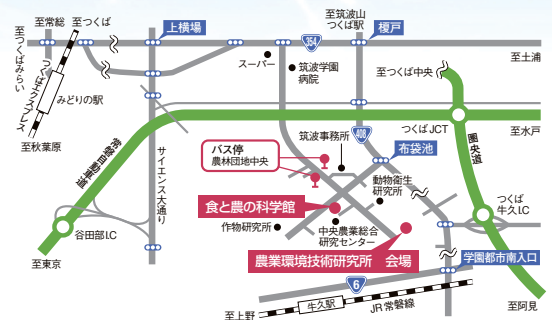 至常総
至つくば
上横場
至筑波山
つくば駅
榎戸
354
至土浦
至つくばみらい
つくばエクスプレス
みどりの駅
スーパー
筑波学園
病院
至つくば中央
至秋葉原
常磐自動車道
サイエンス大通り
筑波事務所
408
つくばJCT
至水戸
圏央道
バス停
農林団地中央
布袋池
動物衛生
研究所
つくば
牛久I.C
食と農の科学館
谷田部I.C
作物研究所
中央農業総合
研究センター
農業環境技術研究所 会場
学園都市南入口
至東京
6
牛久駅
JR常磐線
至上野
至阿見